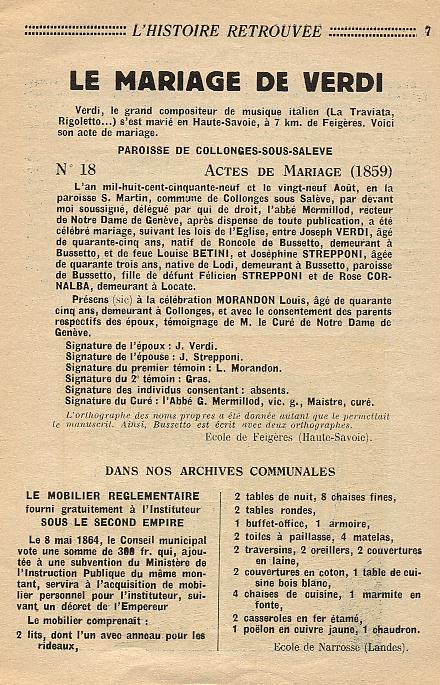 L'HISTOIRE RETROUVÉE 7
LE MARIAGE DE VERDI
Verdi, le grand compositeur de musique italien (La Traviata,
Rigoletto...) s'est marié en Haute-Savoie, à 7 km. de Feigères. Voici
son acte de mariage.
PAROISSE DE COLLONGES-SOUS-SALEVE
N° 18 ACTES DE MARIAGE (1859)
L'an mil-huit-cent-cinquante-neuf et le vingt-neuf Août, en la
paroisse S. Martin, commune de Collonges sous Salève, par devant
moi soussigné, délégué par qui de droit, l'abbé Mermillod, recteur
de Notre Dame de Genève, après dispense de toute publication, a été
célébré mariage, suivant les lois de l'Eglise, entre Joseph VERDI, âgé
de quarante-cinq ans, natif de Roncole de Bussetto, demeurant à
Bussetto, et de feue Louise BETINI, et Joséphine STREPPONI, âgée
de quarante trois ans, native de Lodi, demeurant à Bussetto, paroisse
de Bussetto, fille de défunt Félicien STREPPONI et de Rose COR-
NALBA, demeurant à Locate.
Présens (sic) à la célébration MORANDON Louis, âgé de quarante
cinq ans, demeurant à Collonges, et avec le consentement des parents
respectifs des époux, témoignage de M. le Curé de Notre Dame de
Genève.
Signature de l'époux : J. Verdi.
Signature de l'épouse : J. Strepponi.
Signature du premier témoin : L. Morandon.
Signature du 2e témoin : Gras.
Signature des individus consentant : absents.
Signature du Curé : l'Abbé G. Mermillod, vic. g., Maistre, curé.
L'orthographe des noms propres a été donnée autant que le permettait
le manuscrit. Ainsi, Bussetto est écrit avec deux orthographes.
Ecole de Feigères (Haute-Savoie).
DANS NOS ARCHIVES COMMUNALES
LE MOBILIER REGLEMENTAIRE
fourni gratuitement à l'Instituteur
SOUS LE SECOND EMPIRE
Le 8 mai 1864, le Conseil municipal
vote une somme de 300 fr. qui, ajou-
tée à une subvention du Ministère de
l'Instruction Publique du même mon-
tant, servira à l'acquisition de mobi-
lier personnel pour l'instituteur, sui-
vant un décret de l'Empereur
Le mobilier comprenait :
2 lits, dont l'un avec anneau pour les
rideaux,
2 tables de nuit, 8 chaises fines,
2 tables rondes,
1 buffet-office, 1 armoire,
2 toiles à paillasse, 4 matelas,
2 traversins, 2 oreillers, 2 couvertures
en laine,
2 couvertures en coton, 1 table de cui-
sine bois blanc,
4 chaises de cuisine, 1 marmite en
fonte,
2 casseroles en fer étamé,
1 poëlon en cuivre jaune, 1 chaudron.
Ecole de Narrosse (Landes).